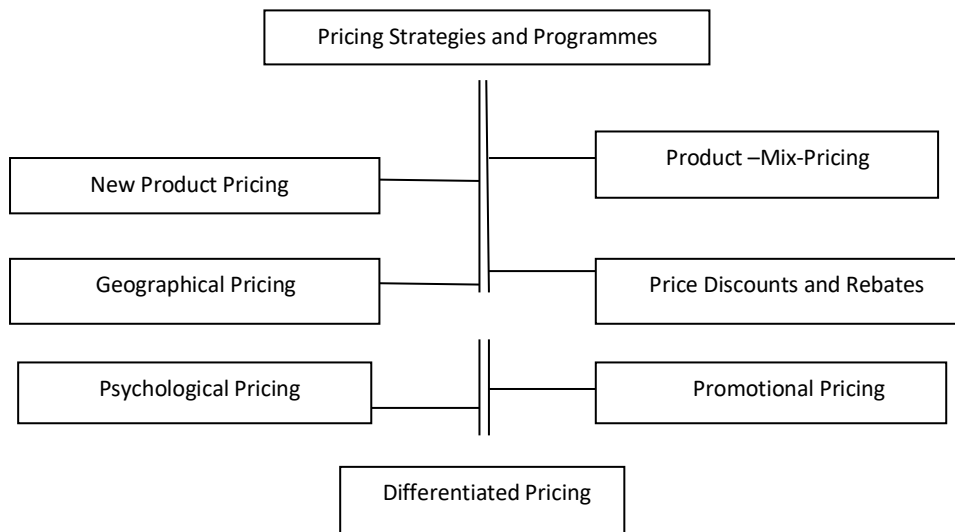 Pricing Strategies and Programmes
Product –Mix-Pricing
New Product Pricing
Geographical Pricing
Price Discounts and Rebates
Psychological Pricing
Promotional Pricing
Differentiated Pricing